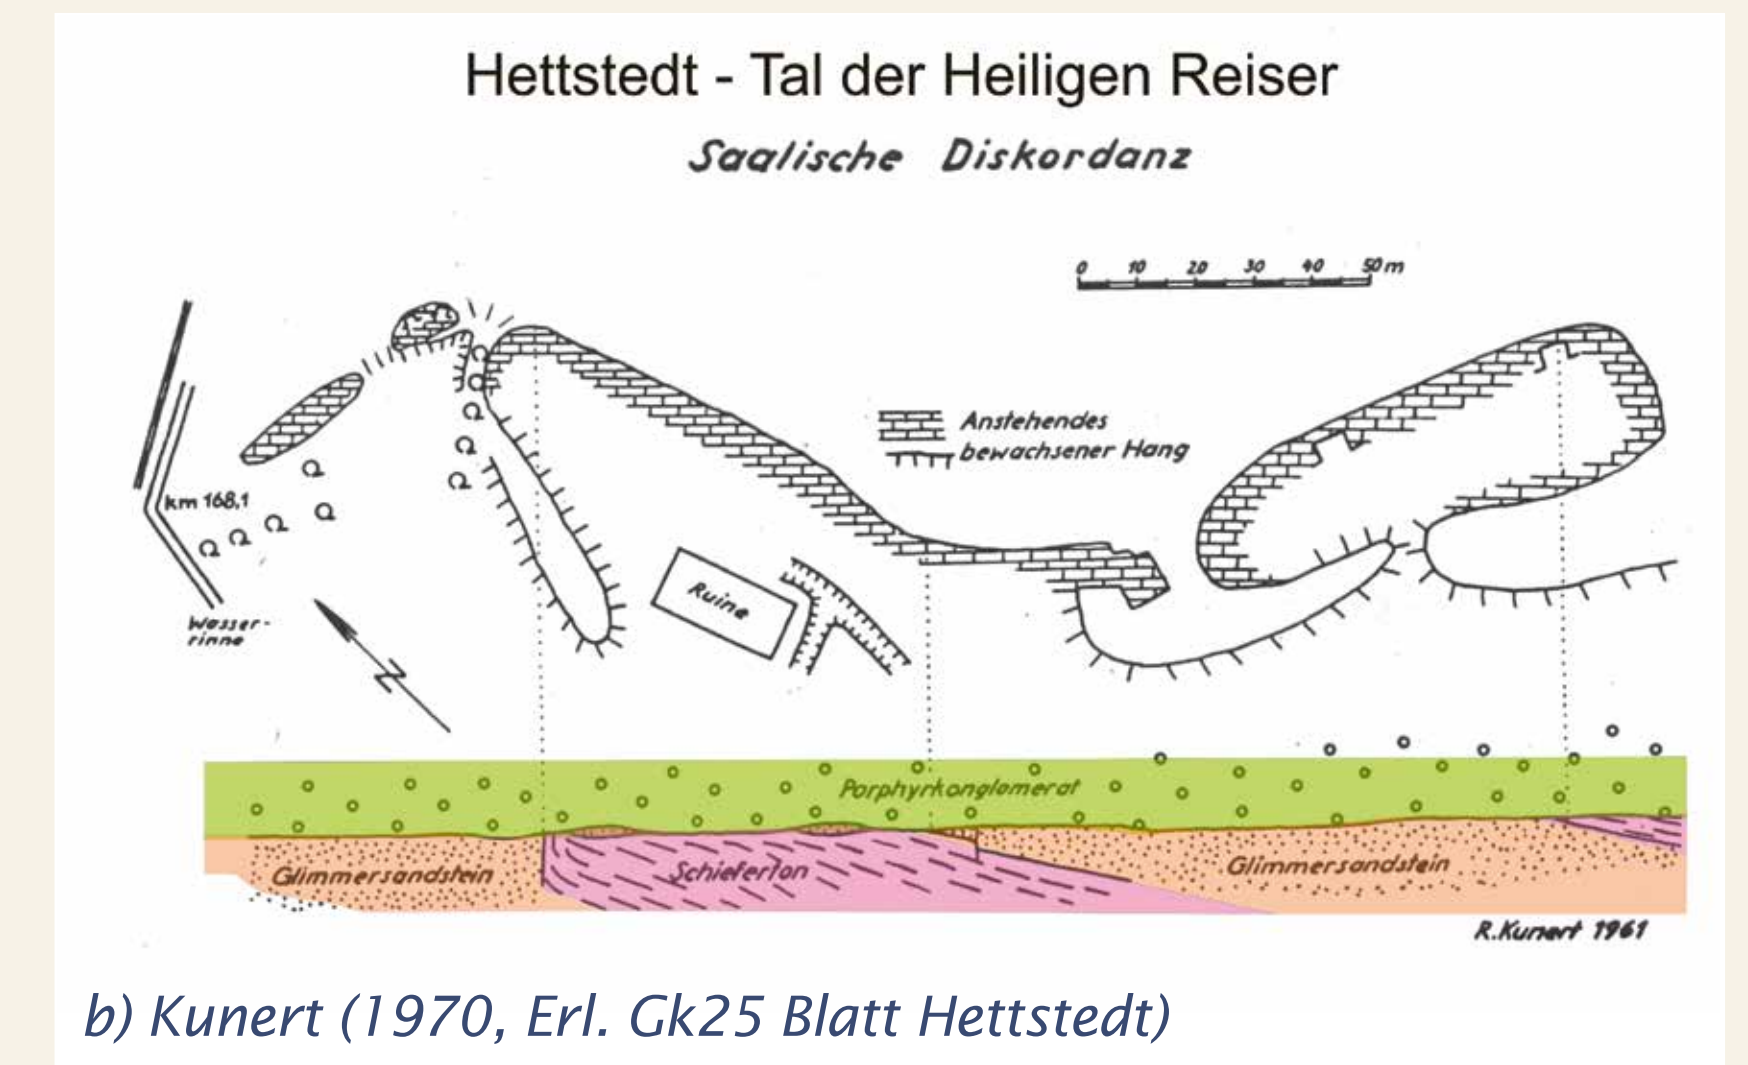 Hettstedt - Tal der Heiligen Reiser
Saalische Diskordanz
0 10 20 30 40 50 m
Anstehendes
bewachsener Hang
km 168,1
Wasser-
rinne
N
Ruine
Porphyrkonglomerat
Glimmersandstein
Schieferton
Glimmersandstein
R.Kunert 1961
b) Kunert (1970, Erl. Gk25 Blatt Hettstedt)